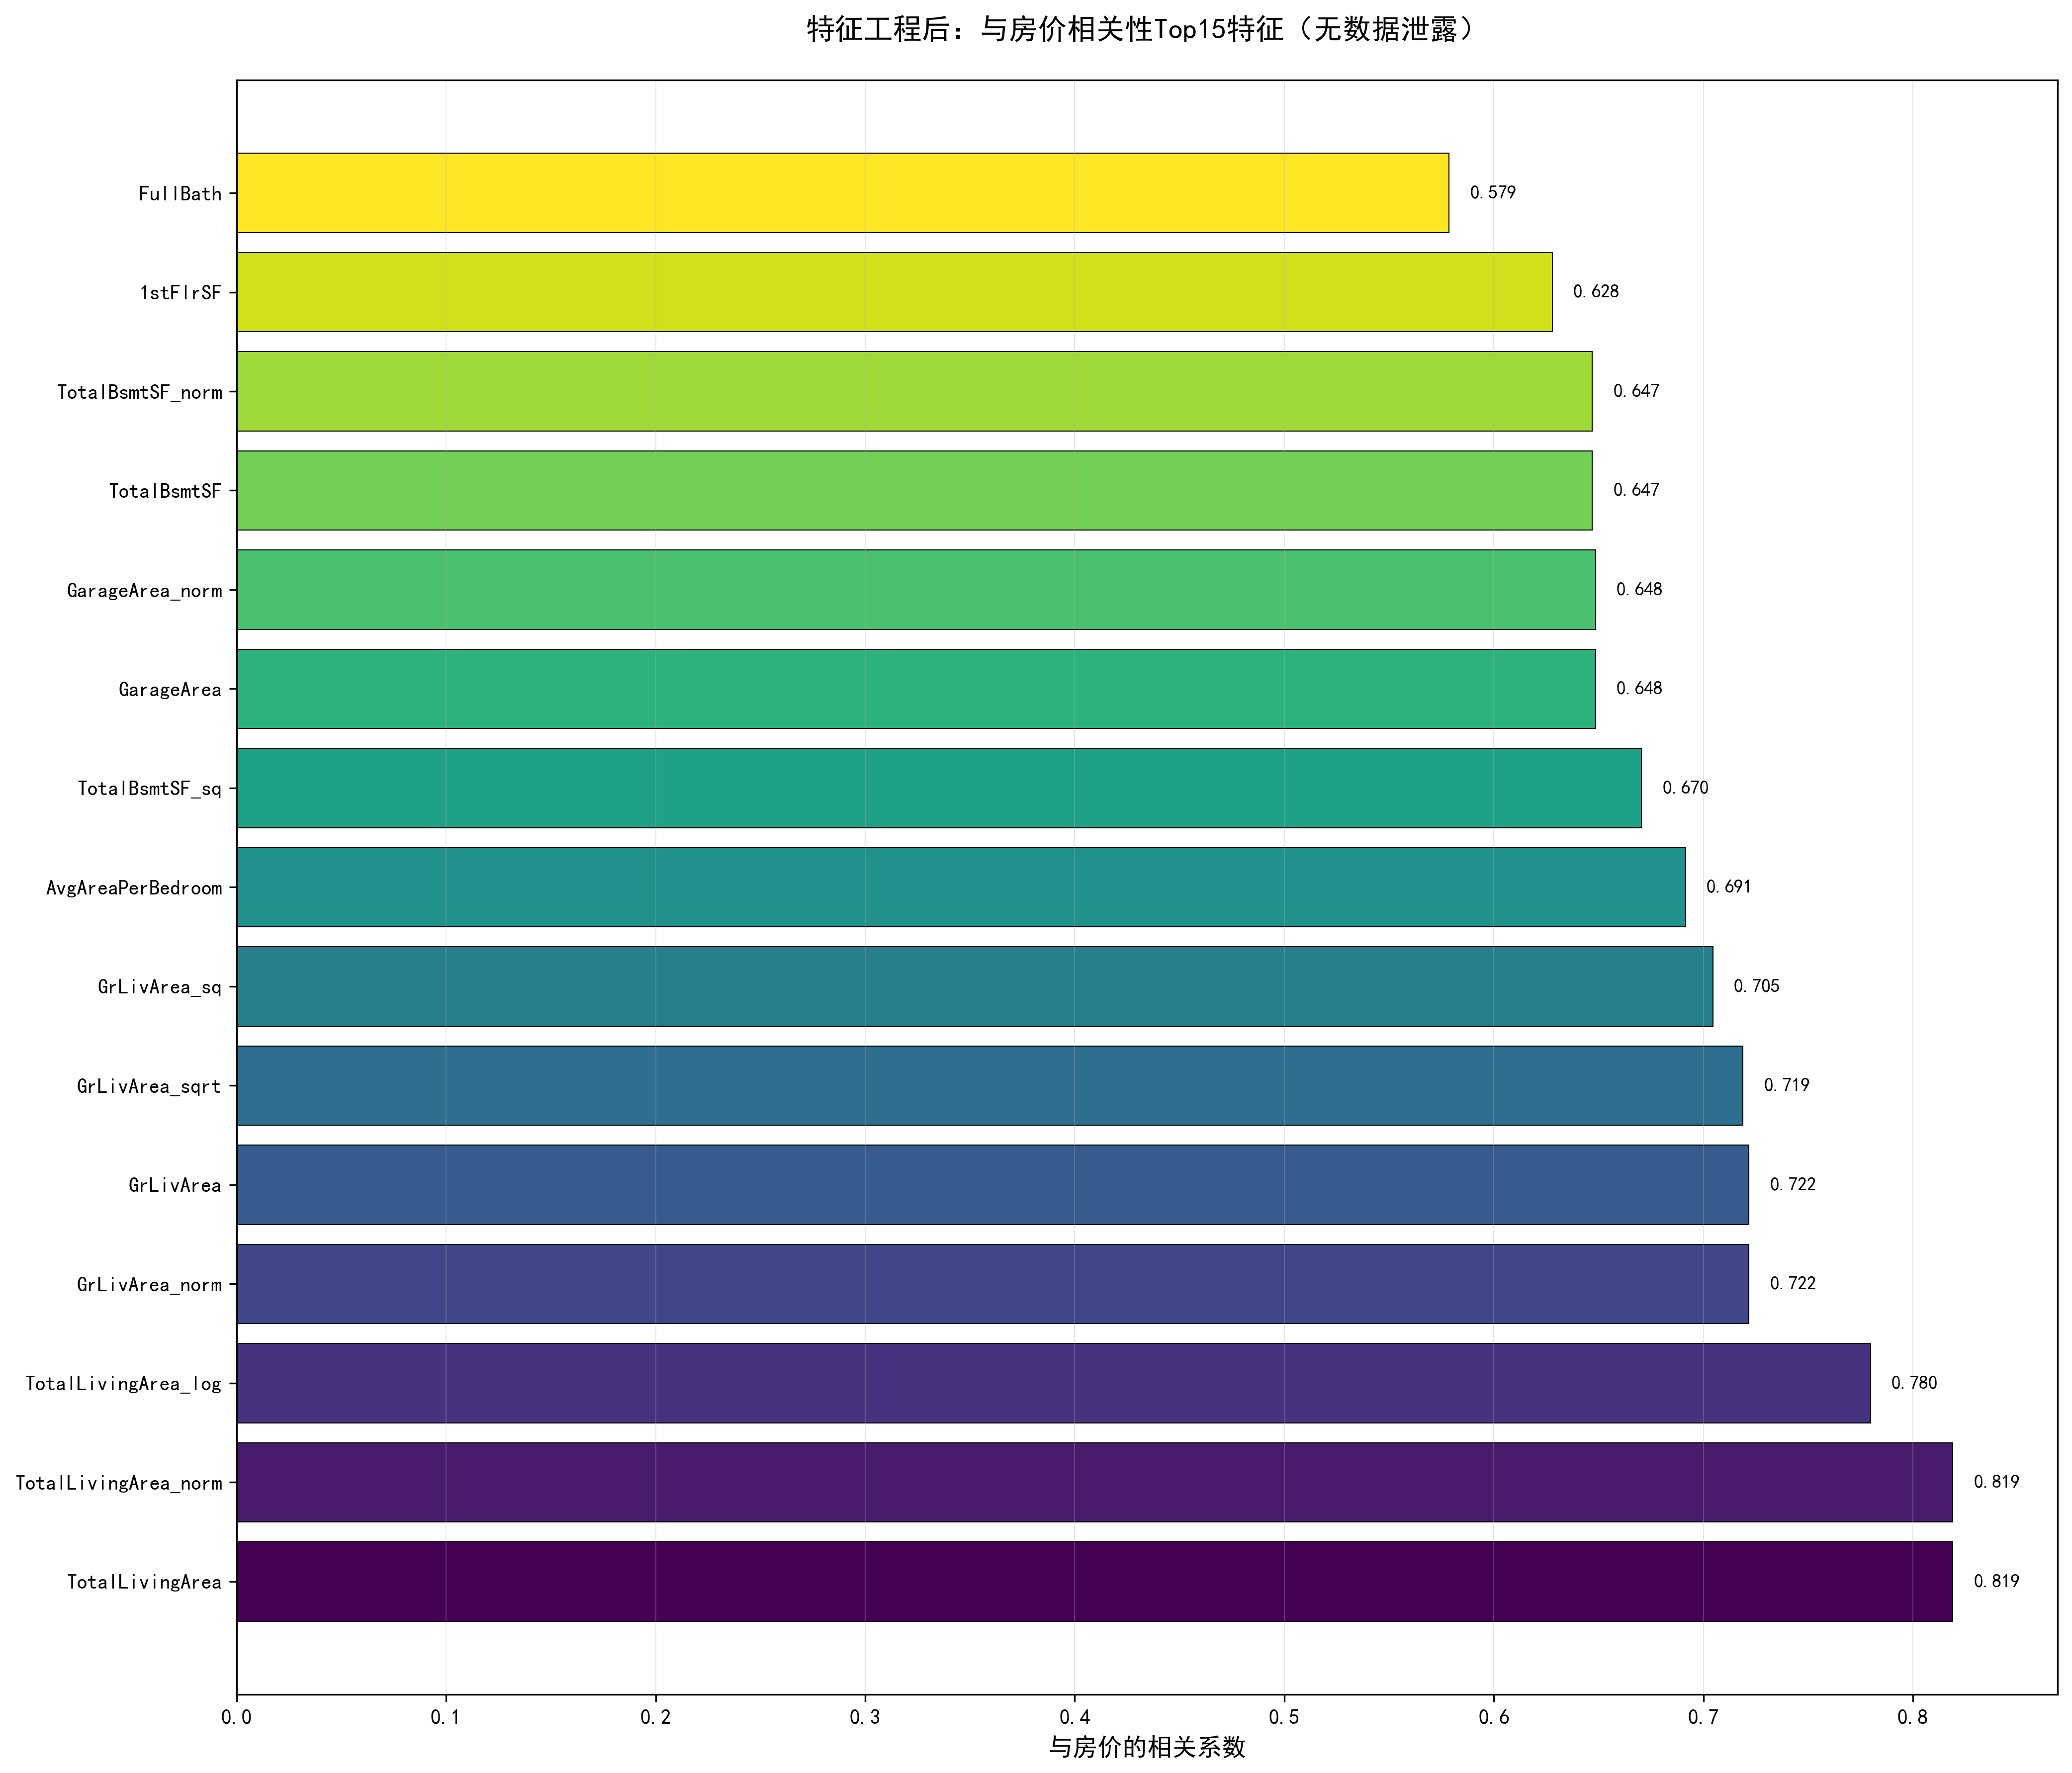 特征工程后：与房价相关性Top15特征（无数据泄露）
FullBath 0.579
1stFlrSF 0.628
TotalBsmtSF_norm 0.647
TotalBsmtSF 0.647
GarageArea_norm 0.648
GarageArea 0.648
TotalBsmtSF_sq 0.670
AvgAreaPerBedroom 0.691
GrLivArea_sq 0.705
GrLivArea_sqrt 0.719
GrLivArea 0.722
GrLivArea_norm 0.722
TotalLivingArea_log 0.780
TotalLivingArea_norm 0.819
TotalLivingArea 0.819
0.0 0.1 0.2 0.3 0.4 0.5 0.6 0.7 0.8
与房价的相关系数